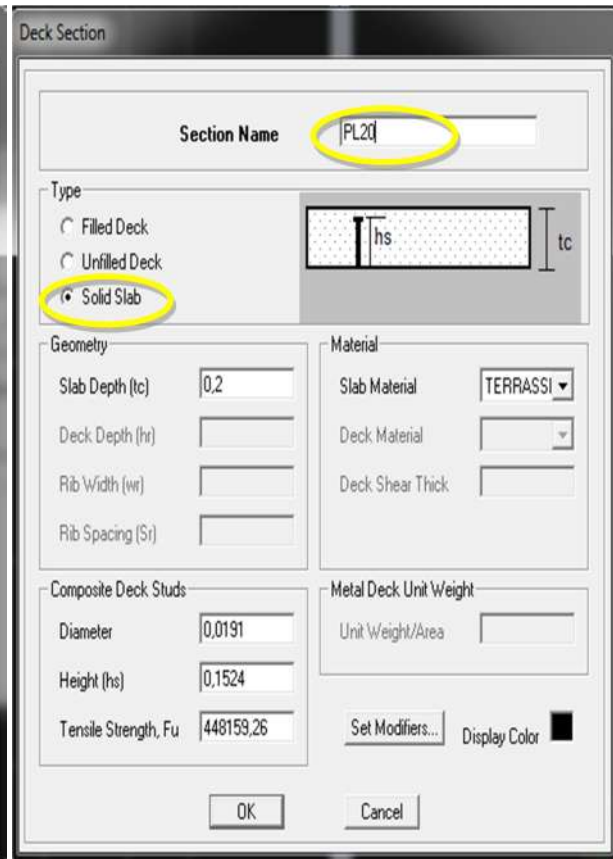 Deck Section
Section Name PL20
Type
Filled Deck
Unfilled Deck
Solid Slab
hs
tc
Geometry
Slab Depth (tc) 0,2
Deck Depth (hr)
Rib Width (wr)
Rib Spacing (Sr)
Material
Slab Material TERRASSI
Deck Material
Deck Shear Thick
Composite Deck Studs
Diameter 0,0191
Height (hs) 0,1524
Tensile Strength, Fu 448159,26
Metal Deck Unit Weight
Unit Weight/Area
Set Modifiers... Display Color
OK Cancel